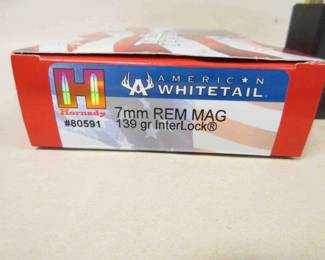 H
Hornady
#80591
AMERICAN
WHITETAIL
7mm REM MAG
139 gr InterLock®